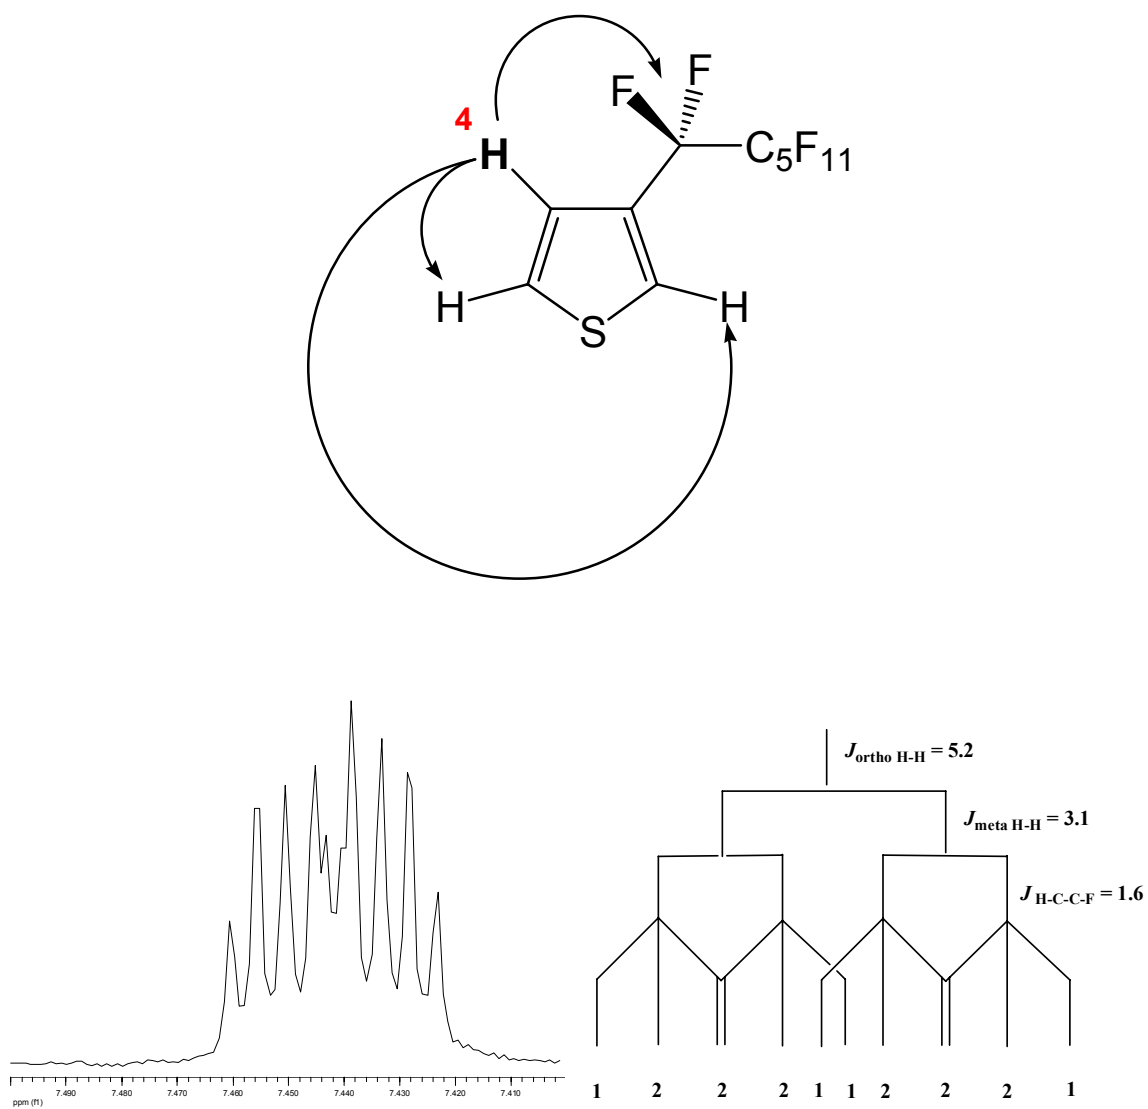 F
F
4
H
C5F11
H
H
S
Jortho H-H = 5.2
Jmeta H-H = 3.1
J H-C-C-F = 1.6
7.490 7.480 7.470 7.460 7.450 7.440 7.430 7.420 7.410
ppm (f1)
1 2 2 2 1 1 2 2 2 1